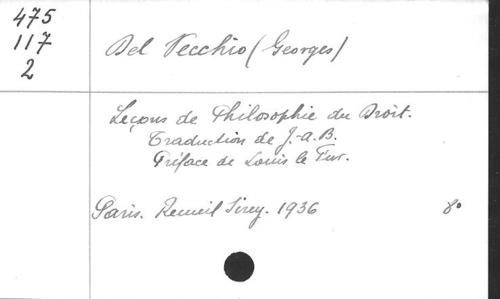 475
117
2
Del Vecchio (Georges)
Leçons de Philosophie du Droit.
Traduction de J.-A.B.
Préface de Louis le Fur.
Paris. Recueil Sirey. 1936 8°